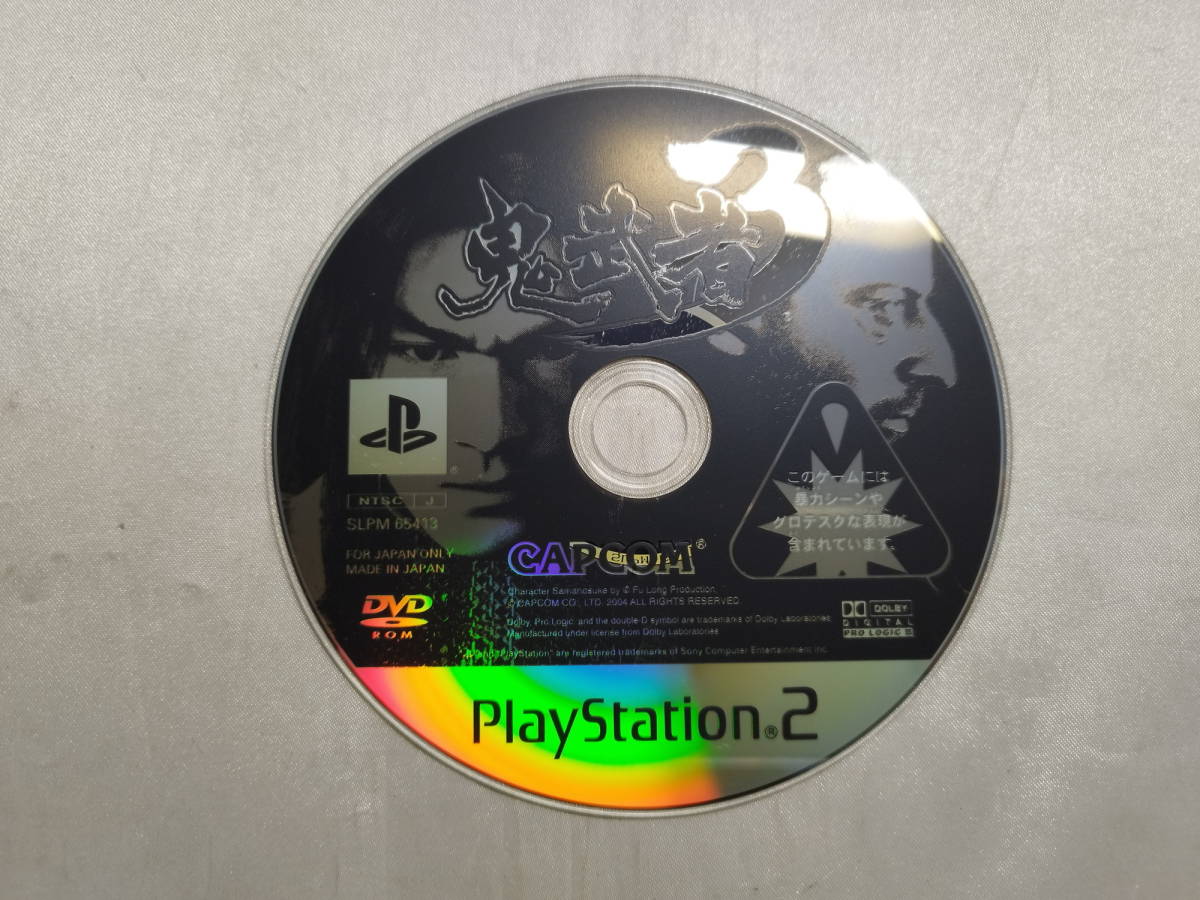 鬼武者3
NTSC J
SLPM 65413
FOR JAPAN ONLY
MADE IN JAPAN
DVD
ROM
CAPCOM®
Character Samanosuke by © Fu Long Production.
© CAPCOM CO., LTD. 2004 ALL RIGHTS RESERVED.
Dolby, Pro Logic, and the double-D symbol are trademarks of Dolby Laboratories.
Manufactured under license from Dolby Laboratories.
"PlayStation" are registered trademarks of Sony Computer Entertainment Inc.
このゲームには
暴力シーンや
グロテスクな表現が
含まれています。
DOLBY
DIGITAL
PRO LOGIC II
PlayStation®2